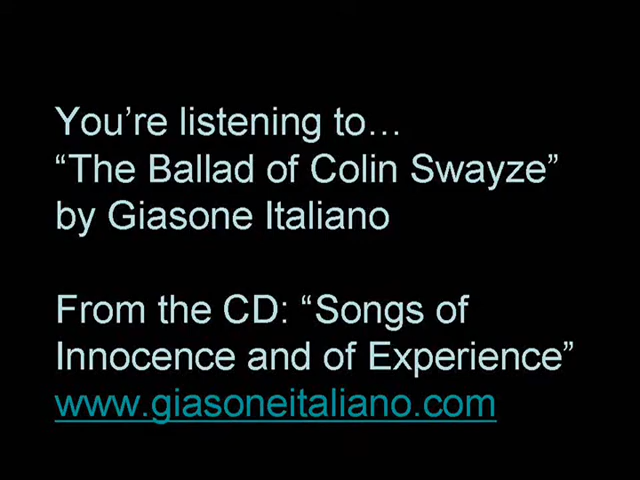 You’re listening to…
“The Ballad of Colin Swayze”
by Giasone Italiano
From the CD: “Songs of
Innocence and of Experience”
www.giasoneitaliano.com